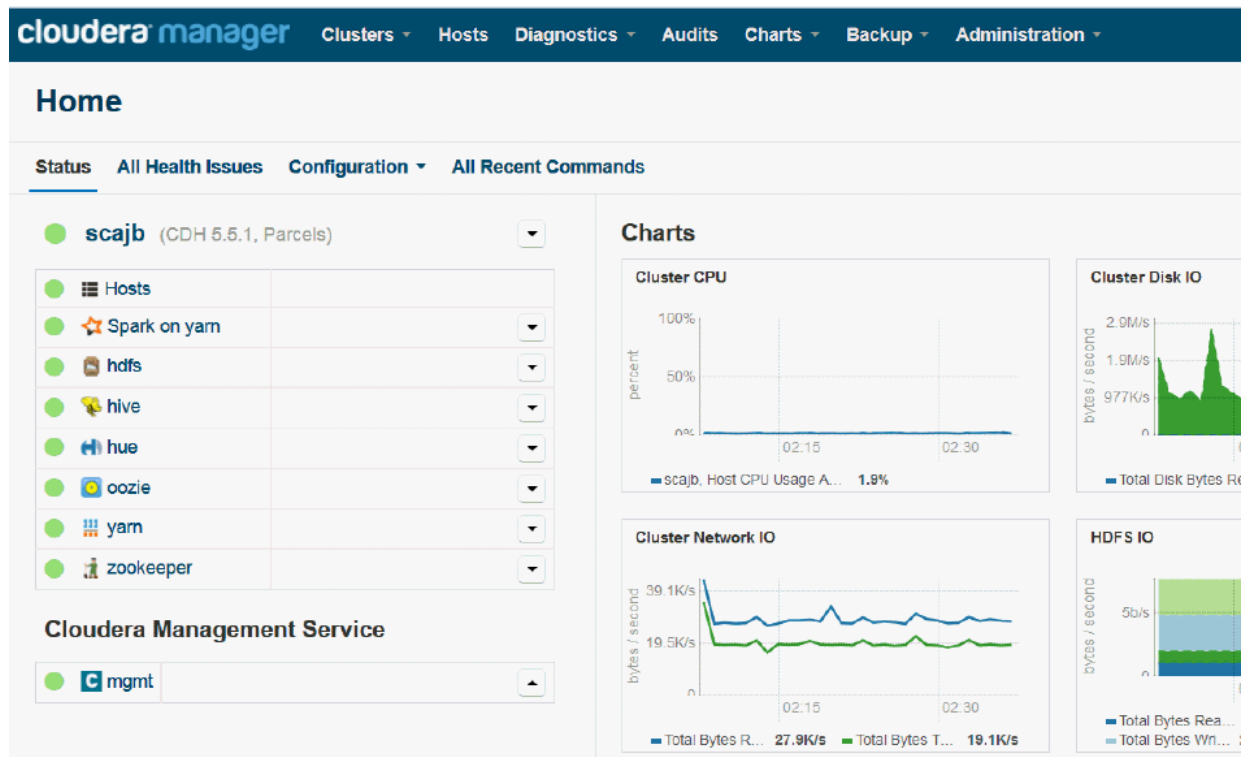 cloudera manager Clusters Hosts Diagnostics Audits Charts Backup Administration
Home
Status All Health Issues Configuration All Recent Commands
scajb (CDH 5.5.1, Parcels)
Hosts
Spark on yarn
hdfs
hive
hue
oozie
yarn
zookeeper
Cloudera Management Service
C mgmt
Charts
Cluster CPU
percent
100%
50%
0%
02:15 02:30
scajb, Host CPU Usage A... 1.9%
Cluster Disk IO
bytes / second
2.9M/s
1.9M/s
977K/s
0
Total Disk Bytes Re
Cluster Network IO
bytes / second
39.1K/s
19.5K/s
0
02:15 02:30
Total Bytes R... 27.9K/s Total Bytes T... 19.1K/s
HDFS IO
bytes / second
5b/s
0
Total Bytes Rea...
Total Bytes Wri...